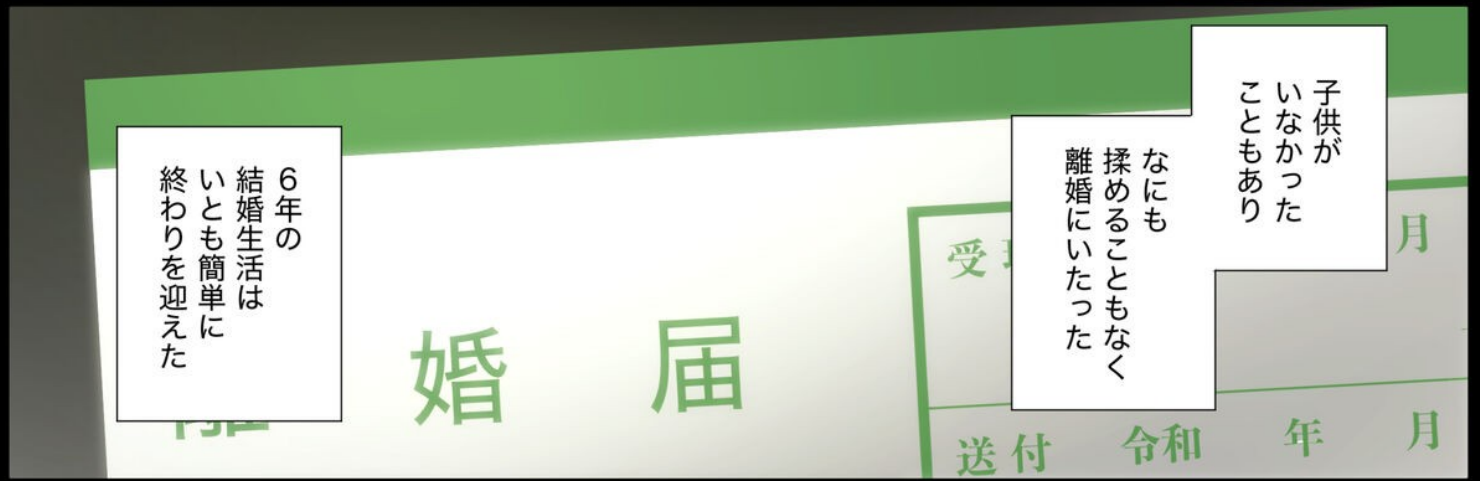 子供が
いなかった
こともあり
なにも
揉めることもなく
離婚にいたった
6年の
結婚生活は
いとも簡単に
終わりを迎えた
婚届
受
月
送付 令和 年 月